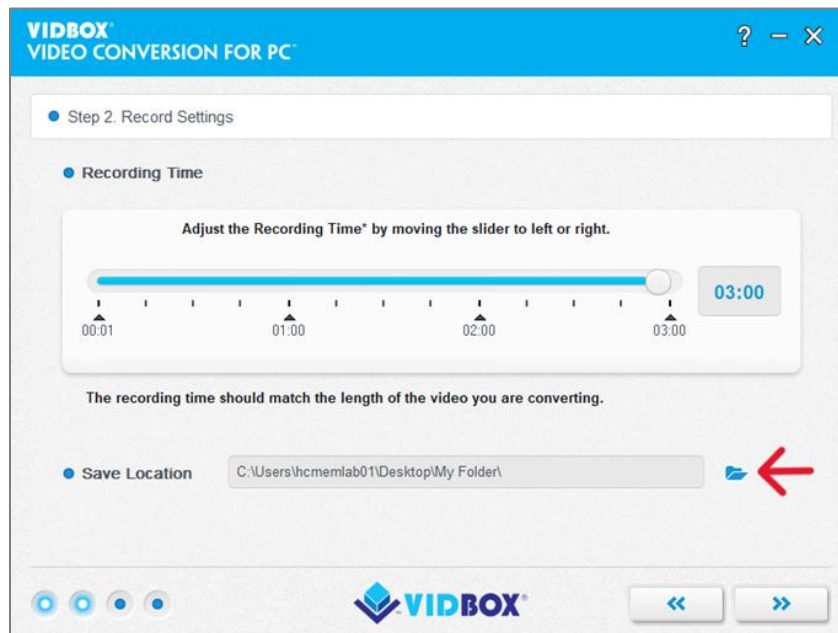 VIDBOX®
VIDEO CONVERSION FOR PC™
? – ×
Step 2. Record Settings
Recording Time
Adjust the Recording Time* by moving the slider to left or right.
03:00
00:01 01:00 02:00 03:00
The recording time should match the length of the video you are converting.
Save Location C:\Users\hcmemlab01\Desktop\My Folder\
VIDBOX®
« »